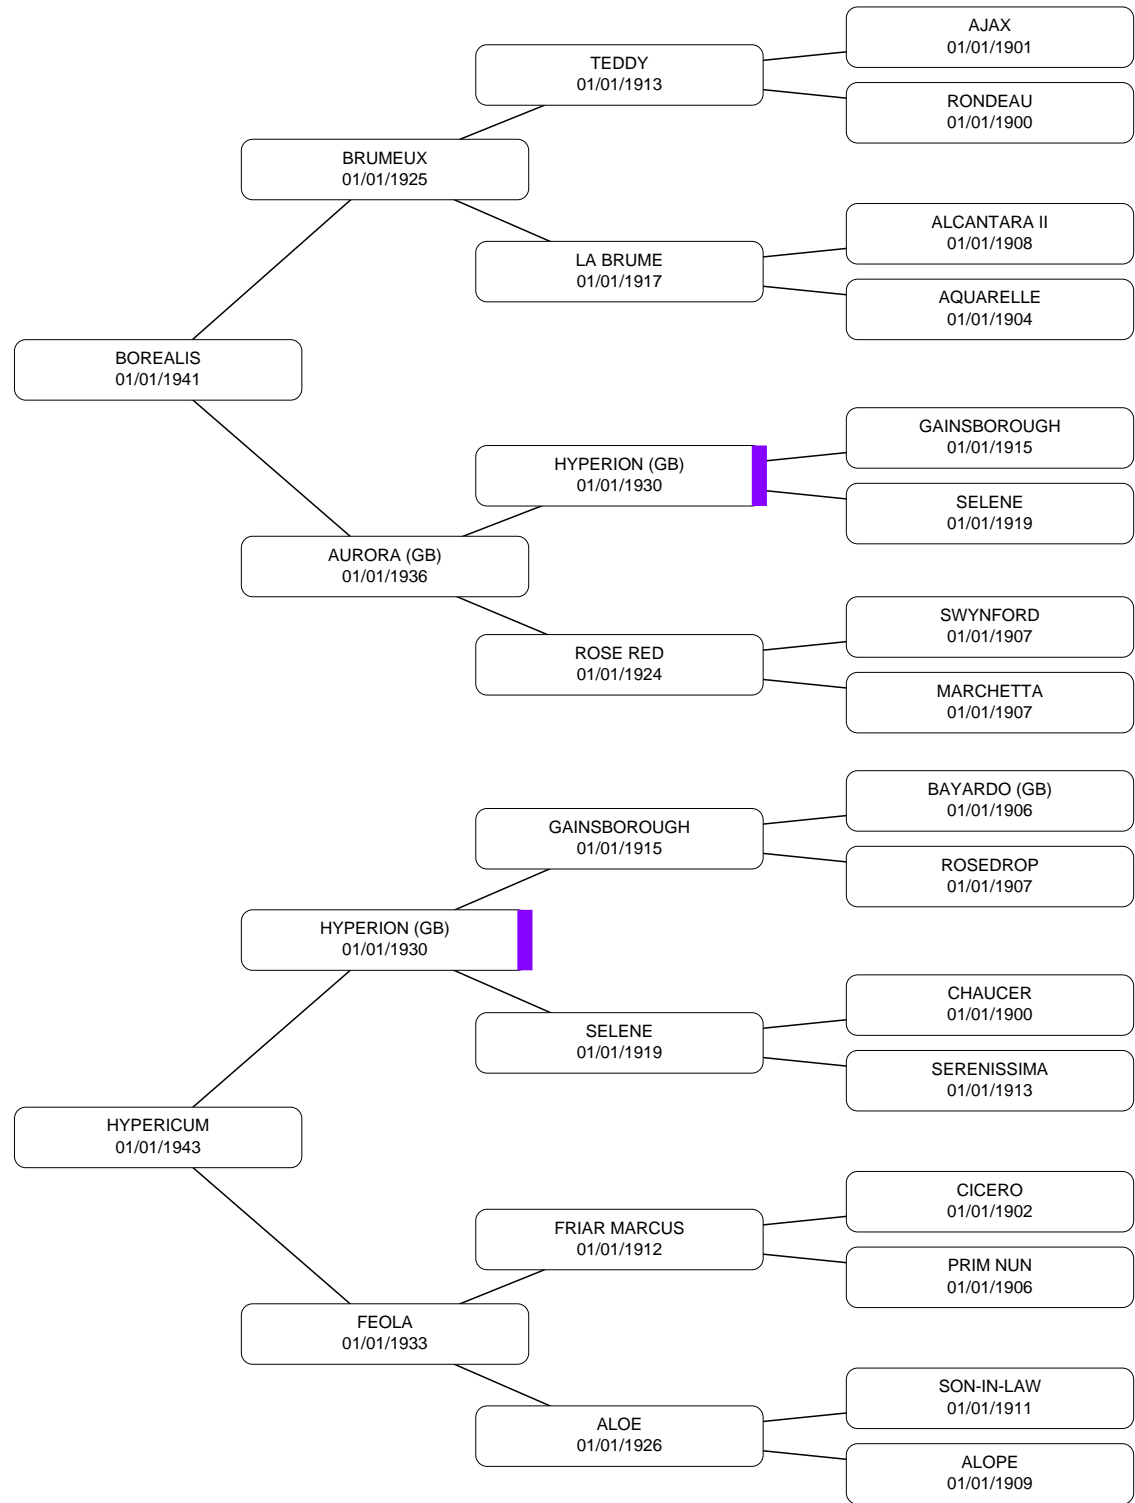 AJAX
01/01/1901
TEDDY
01/01/1913
RONDEAU
01/01/1900
BRUMEUX
01/01/1925
ALCANTARA II
01/01/1908
LA BRUME
01/01/1917
AQUARELLE
01/01/1904
BOREALIS
01/01/1941
GAINSBOROUGH
01/01/1915
HYPERION (GB)
01/01/1930
SELENE
01/01/1919
AURORA (GB)
01/01/1936
SWYNFORD
01/01/1907
ROSE RED
01/01/1924
MARCHETTA
01/01/1907
BAYARDO (GB)
01/01/1906
GAINSBOROUGH
01/01/1915
ROSEDROP
01/01/1907
HYPERION (GB)
01/01/1930
CHAUCER
01/01/1900
SELENE
01/01/1919
SERENISSIMA
01/01/1913
HYPERICUM
01/01/1943
CICERO
01/01/1902
FRIAR MARCUS
01/01/1912
PRIM NUN
01/01/1906
FEOLA
01/01/1933
SON-IN-LAW
01/01/1911
ALOE
01/01/1926
ALOPE
01/01/1909